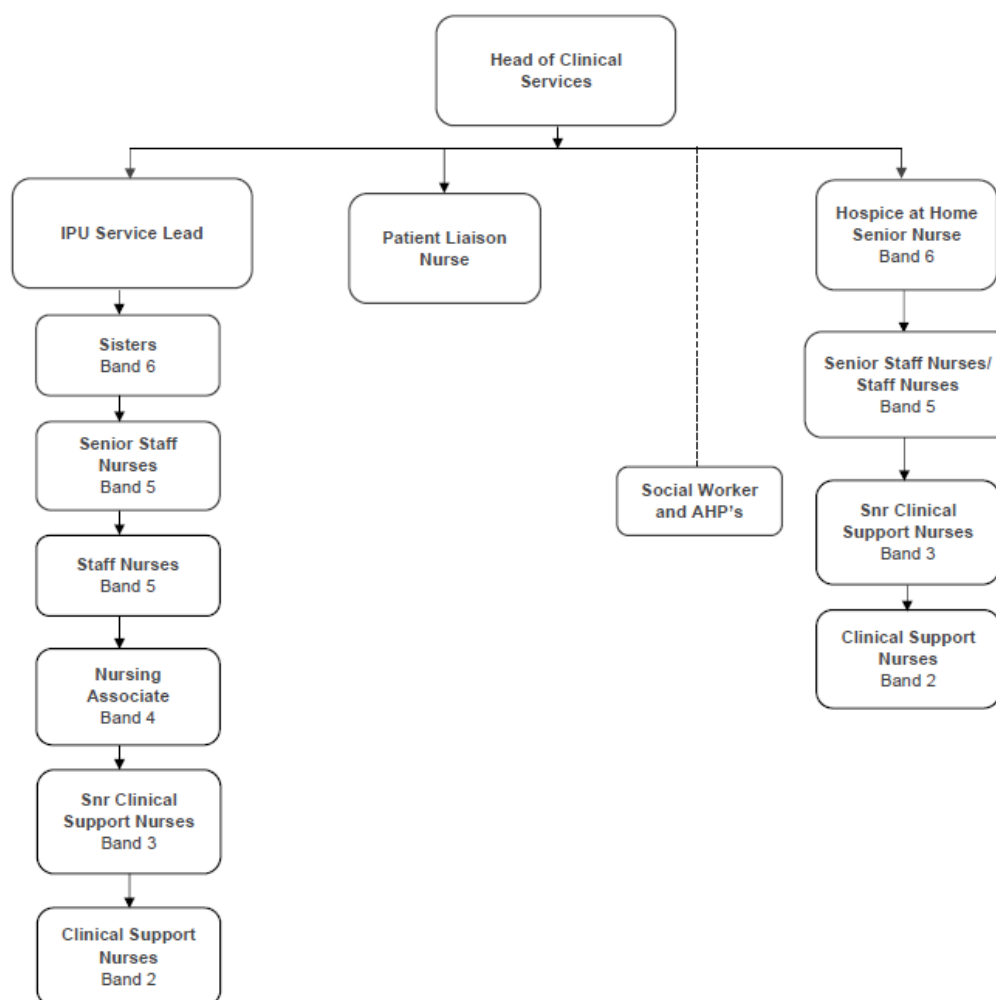 Head of Clinical
Services
IPU Service Lead
Patient Liaison
Nurse
Hospice at Home
Senior Nurse
Band 6
Sisters
Band 6
Senior Staff Nurses/
Staff Nurses
Band 5
Senior Staff
Nurses
Band 5
Social Worker
and AHP's
Snr Clinical
Support Nurses
Band 3
Staff Nurses
Band 5
Clinical Support
Nurses
Band 2
Nursing
Associate
Band 4
Snr Clinical
Support Nurses
Band 3
Clinical Support
Nurses
Band 2